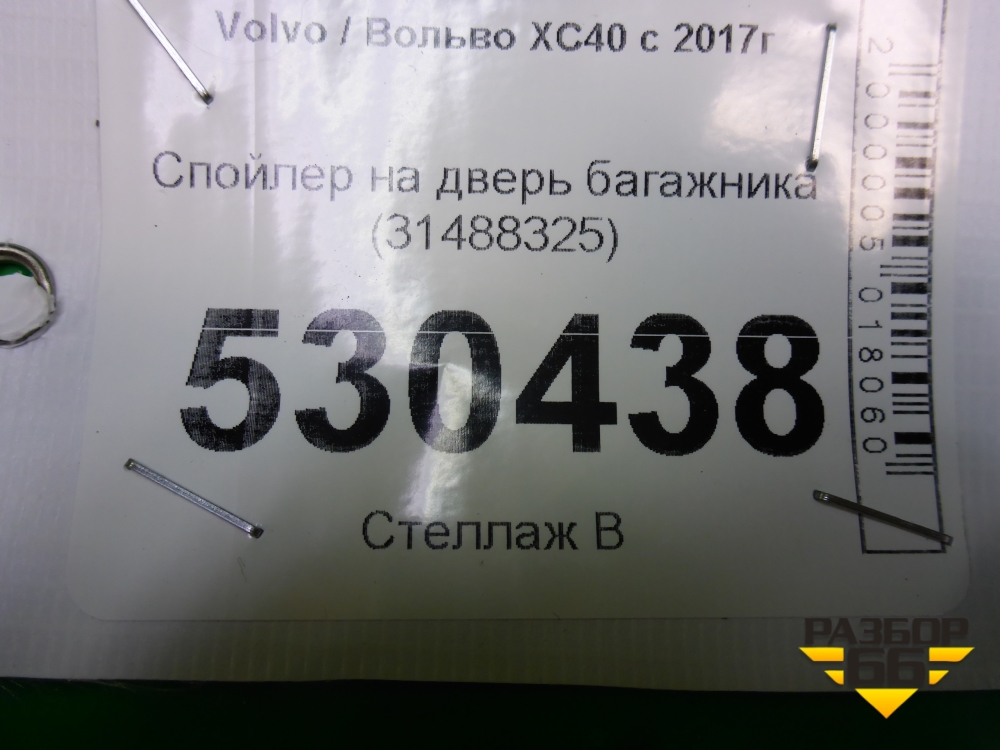 Volvo / Вольво XC40 с 2017г
Спойлер на дверь багажника
(31488325)
530438
Стеллаж В
2000005018060
РАЗБОР
66